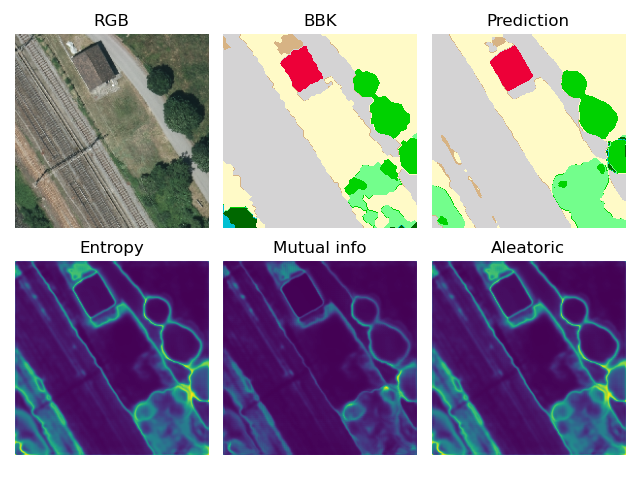 RGB
BBK
Prediction
Entropy
Mutual info
Aleatoric